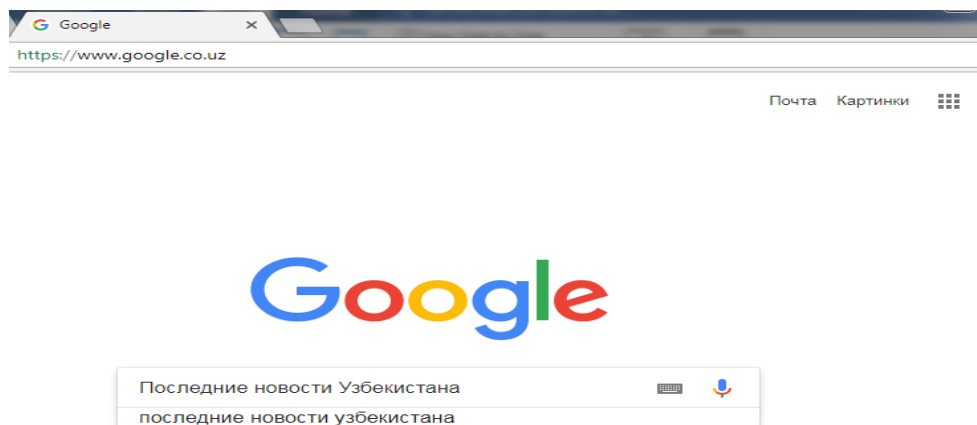 Google
https://www.google.co.uz
Почта Картинки
Google
Последние новости Узбекистана
последние новости узбекистана